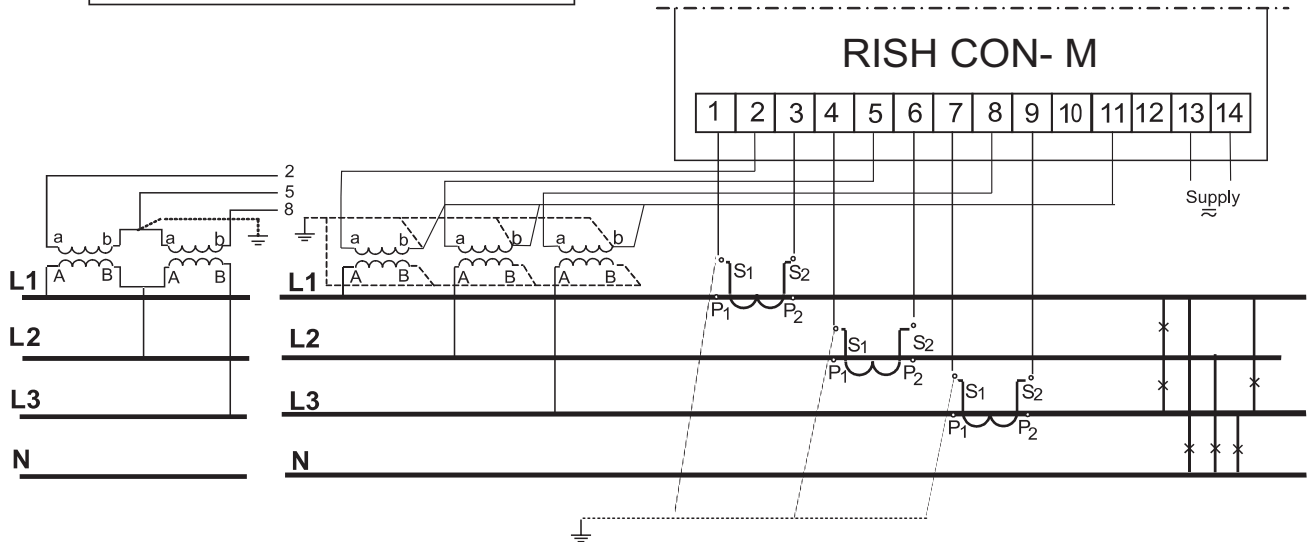 RISH CON- M
1 2 3 4 5 6 7 8 9 10 11 12 13 14
Supply
2
5
8
a b a b
A B A B
a b a b a b
A B A B A B
S1 S2
L1 L1
P1 P2
L2 L2
S1 S2
P1 P2
L3 L3
S1 S2
P1 P2
N N